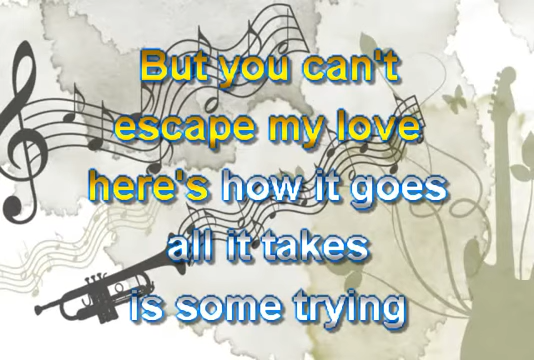 But you can't
escape my love
here's how it goes
all it takes
is some trying